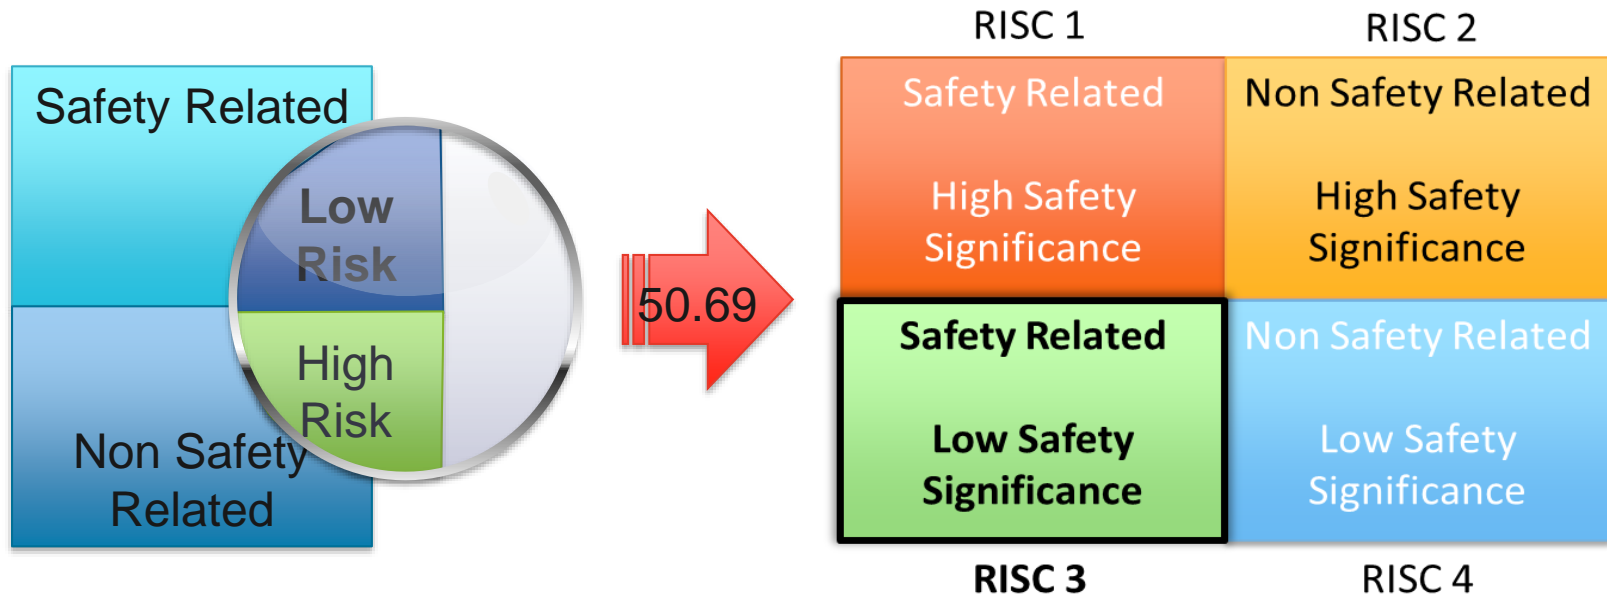 Safety Related
Low
Risk
High
Risk
Non Safety
Related
50.69
RISC 1
RISC 2
Safety Related
High Safety
Significance
Non Safety Related
High Safety
Significance
Safety Related
Low Safety
Significance
Non Safety Related
Low Safety
Significance
RISC 3
RISC 4